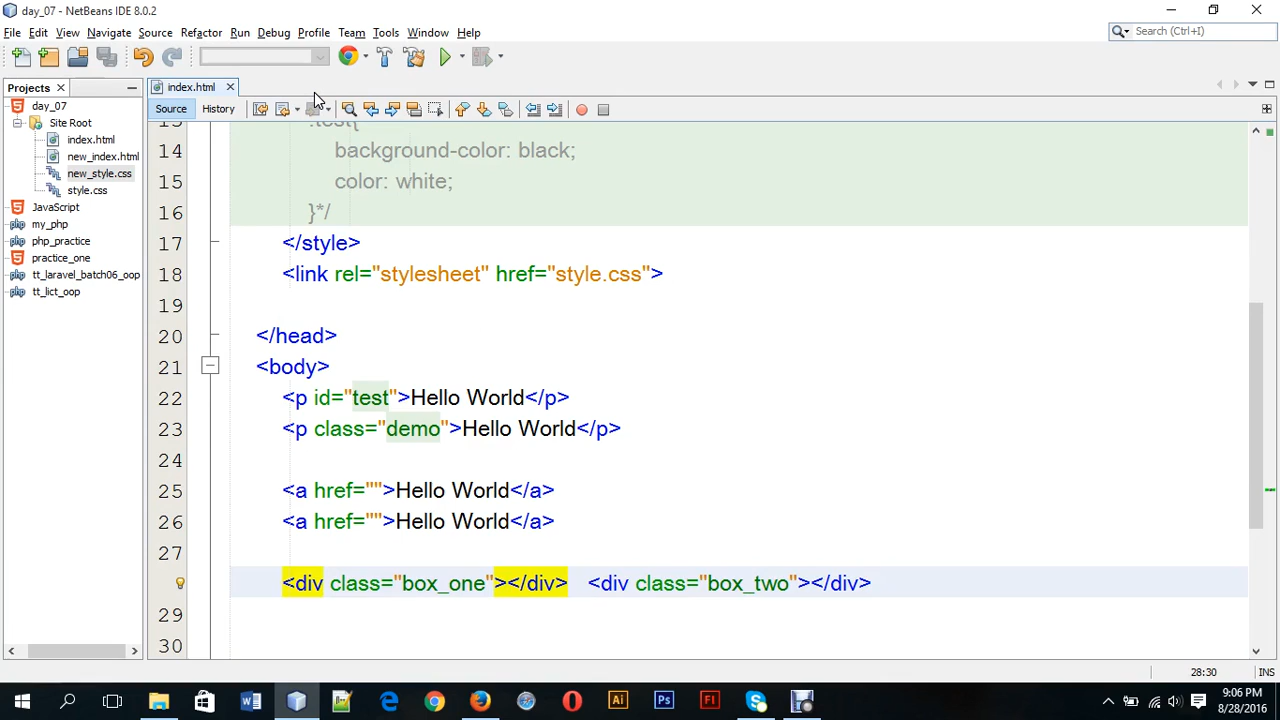 day_07 - NetBeans IDE 8.0.2
File Edit View Navigate Source Refactor Run Debug Profile Team Tools Window Help
Search (Ctrl+I)
Projects
index.html
day_07
Source History
Site Root
index.html
new_index.html
new_style.css
style.css
JavaScript
my_php
php_practice
practice_one
tt_laravel_batch06_oop
tt_lict_oop
13 .test{
14 background-color: black;
15 color: white;
16 }*/
17 </style>
18 <link rel="stylesheet" href="style.css">
19
20 </head>
21 <body>
22 <p id="test">Hello World</p>
23 <p class="demo">Hello World</p>
24
25 <a href="">Hello World</a>
26 <a href="">Hello World</a>
27
<div class="box_one"></div> <div class="box_two"></div>
29
30
28:30
INS
9:06 PM
8/28/2016